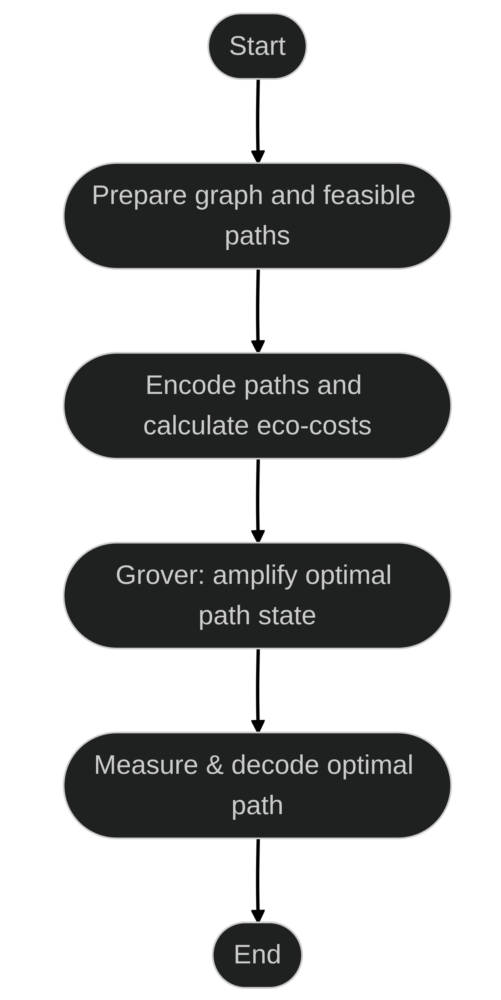 Start
Prepare graph and feasible
paths
Encode paths and
calculate eco-costs
Grover: amplify optimal
path state
Measure & decode optimal
path
End